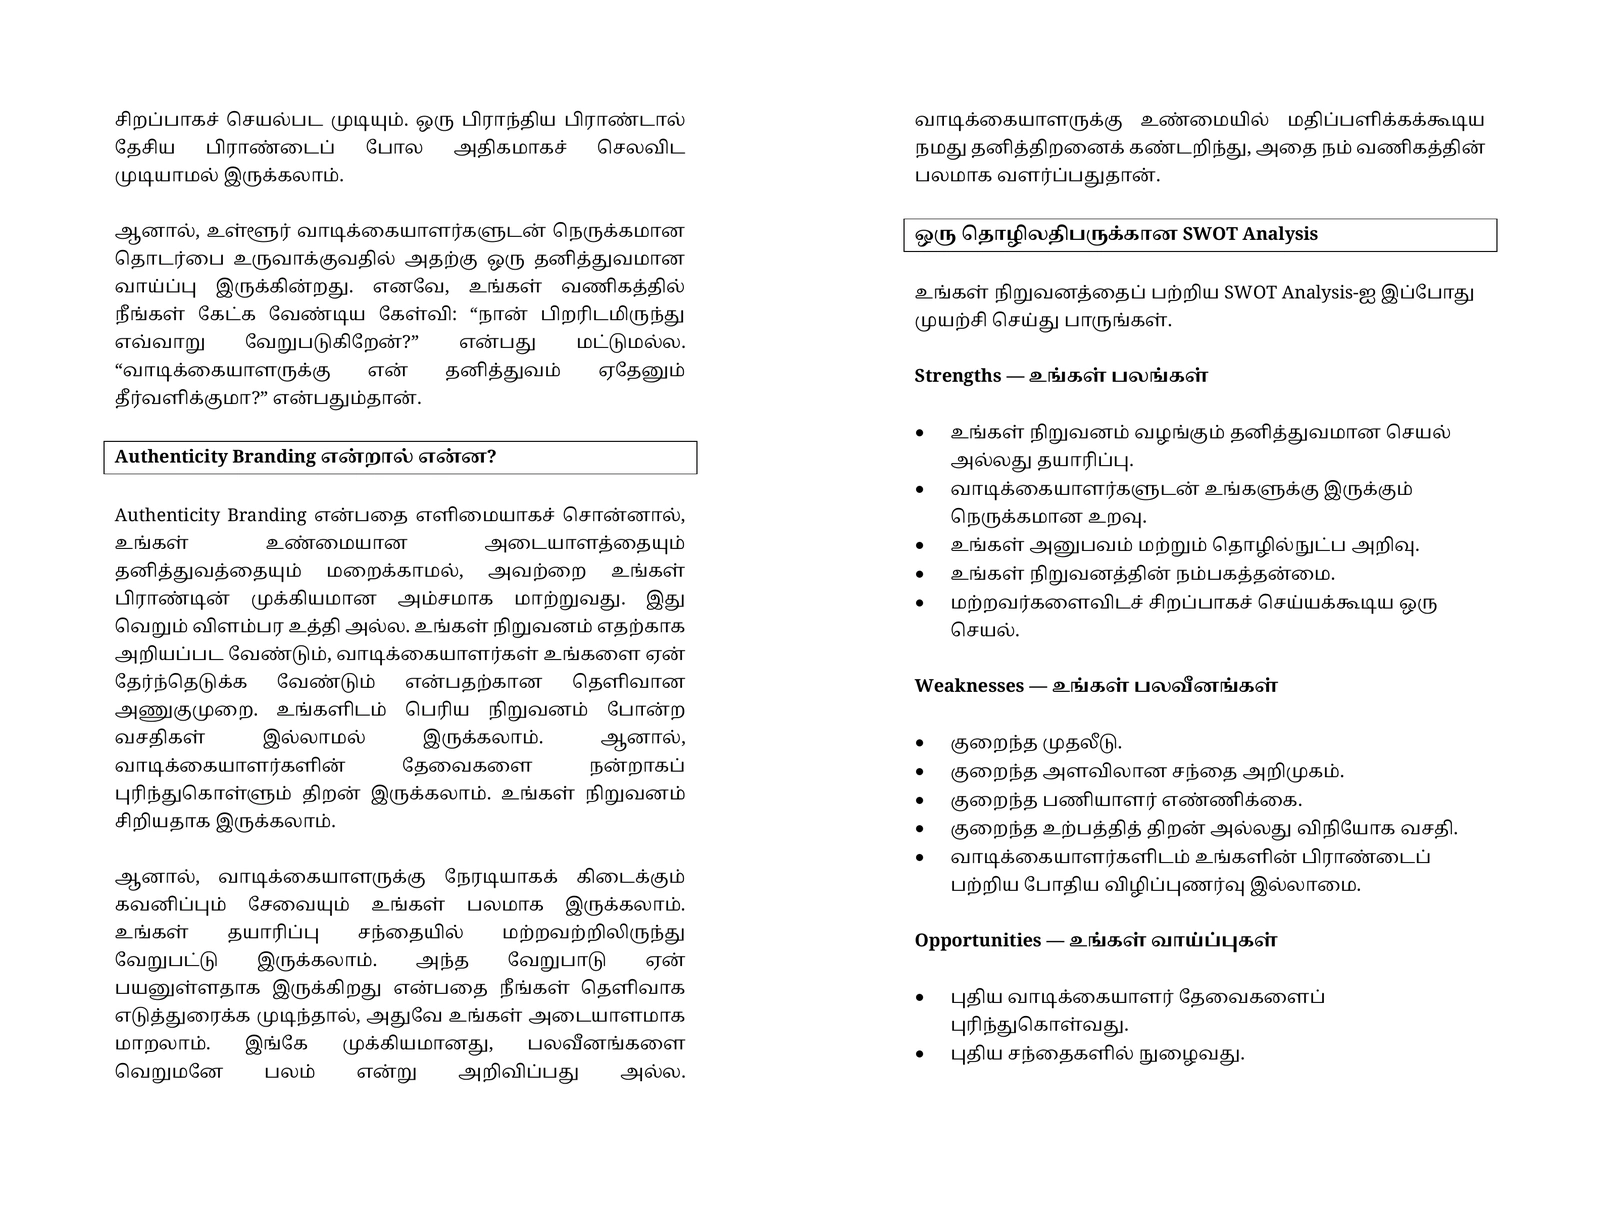 சிறப்பாகச் செயல்பட முடியும். ஒரு பிராந்திய பிராண்டால்
தேசிய பிராண்டைப் போல அதிகமாகச் செலவிட
முடியாமல் இருக்கலாம்.
ஆனால், உள்ளூர் வாடிக்கையாளர்களுடன் நெருக்கமான
தொடர்பை உருவாக்குவதில் அதற்கு ஒரு தனித்துவமான
வாய்ப்பு இருக்கின்றது. எனவே, உங்கள் வணிகத்தில்
நீங்கள் கேட்க வேண்டிய கேள்வி: “நான் பிறரிடமிருந்து
எவ்வாறு வேறுபடுகிறேன்?” என்பது மட்டுமல்ல.
“வாடிக்கையாளருக்கு என் தனித்துவம் ஏதேனும்
தீர்வளிக்குமா?” என்பதும்தான்.
Authenticity Branding என்றால் என்ன?
Authenticity Branding என்பதை எளிமையாகச் சொன்னால்,
உங்கள் உண்மையான அடையாளத்தையும்
தனித்துவத்தையும் மறைக்காமல், அவற்றை உங்கள்
பிராண்டின் முக்கியமான அம்சமாக மாற்றுவது. இது
வெறும் விளம்பர உத்தி அல்ல. உங்கள் நிறுவனம் எதற்காக
அறியப்பட வேண்டும், வாடிக்கையாளர்கள் உங்களை ஏன்
தேர்ந்தெடுக்க வேண்டும் என்பதற்கான தெளிவான
அணுகுமுறை. உங்களிடம் பெரிய நிறுவனம் போன்ற
வசதிகள் இல்லாமல் இருக்கலாம். ஆனால்,
வாடிக்கையாளர்களின் தேவைகளை நன்றாகப்
புரிந்துகொள்ளும் திறன் இருக்கலாம். உங்கள் நிறுவனம்
சிறியதாக இருக்கலாம்.
ஆனால், வாடிக்கையாளருக்கு நேரடியாகக் கிடைக்கும்
கவனிப்பும் சேவையும் உங்கள் பலமாக இருக்கலாம்.
உங்கள் தயாரிப்பு சந்தையில் மற்றவற்றிலிருந்து
வேறுபட்டு இருக்கலாம். அந்த வேறுபாடு ஏன்
பயனுள்ளதாக இருக்கிறது என்பதை நீங்கள் தெளிவாக
எடுத்துரைக்க முடிந்தால், அதுவே உங்கள் அடையாளமாக
மாறலாம். இங்கே முக்கியமானது, பலவீனங்களை
வெறுமனே பலம் என்று அறிவிப்பது அல்ல.
வாடிக்கையாளருக்கு உண்மையில் மதிப்பளிக்கக்கூடிய
நமது தனித்திறனைக் கண்டறிந்து, அதை நம் வணிகத்தின்
பலமாக வளர்ப்பதுதான்.
ஒரு தொழிலதிபருக்கான SWOT Analysis
உங்கள் நிறுவனத்தைப் பற்றிய SWOT Analysis-ஐ இப்போது
முயற்சி செய்து பாருங்கள்.
Strengths — உங்கள் பலங்கள்
• உங்கள் நிறுவனம் வழங்கும் தனித்துவமான செயல்
அல்லது தயாரிப்பு.
• வாடிக்கையாளர்களுடன் உங்களுக்கு இருக்கும்
நெருக்கமான உறவு.
• உங்கள் அனுபவம் மற்றும் தொழில்நுட்ப அறிவு.
• உங்கள் நிறுவனத்தின் நம்பகத்தன்மை.
• மற்றவர்களைவிடச் சிறப்பாகச் செய்யக்கூடிய ஒரு
செயல்.
Weaknesses — உங்கள் பலவீனங்கள்
• குறைந்த முதலீடு.
• குறைந்த அளவிலான சந்தை அறிமுகம்.
• குறைந்த பணியாளர் எண்ணிக்கை.
• குறைந்த உற்பத்தித் திறன் அல்லது விநியோக வசதி.
• வாடிக்கையாளர்களிடம் உங்களின் பிராண்டைப்
பற்றிய போதிய விழிப்புணர்வு இல்லாமை.
Opportunities — உங்கள் வாய்ப்புகள்
• புதிய வாடிக்கையாளர் தேவைகளைப்
புரிந்துகொள்வது.
• புதிய சந்தைகளில் நுழைவது.